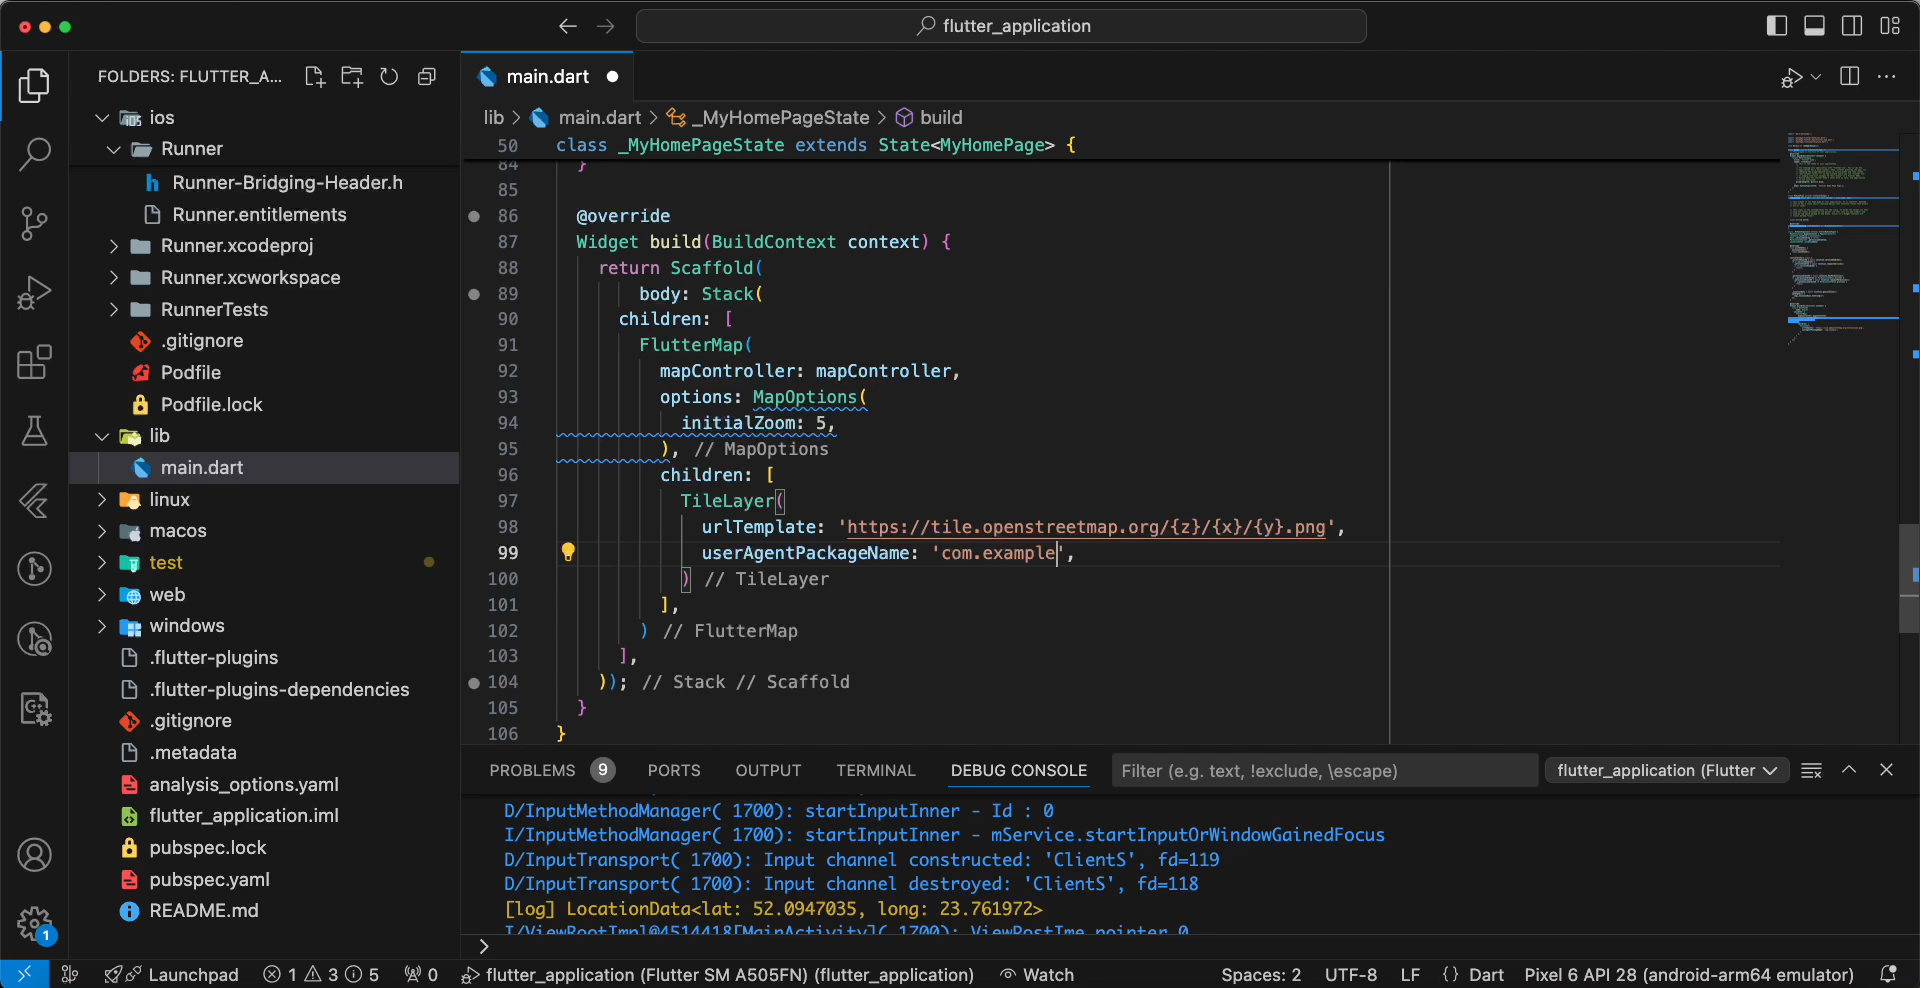 flutter_application
FOLDERS: FLUTTER_A...
ios
Runner
Runner-Bridging-Header.h
Runner.entitlements
Runner.xcodeproj
Runner.xcworkspace
RunnerTests
.gitignore
Podfile
Podfile.lock
lib
main.dart
linux
macos
test
web
windows
.flutter-plugins
.flutter-plugins-dependencies
.gitignore
.metadata
analysis_options.yaml
flutter_application.iml
pubspec.lock
pubspec.yaml
README.md
1
main.dart
lib > main.dart > _MyHomePageState > build
50 class _MyHomePageState extends State<MyHomePage> {
84 }
85
86 @override
87 Widget build(BuildContext context) {
88 return Scaffold(
89 body: Stack(
90 children: [
91 FlutterMap(
92 mapController: mapController,
93 options: MapOptions(
94 initialZoom: 5,
95 ), // MapOptions
96 children: [
97 TileLayer(
98 urlTemplate: 'https://tile.openstreetmap.org/{z}/{x}/{y}.png',
99 userAgentPackageName: 'com.example',
100 ) // TileLayer
101 ],
102 ) // FlutterMap
103 ],
104 )); // Stack // Scaffold
105 }
106 }
PROBLEMS 9 PORTS OUTPUT TERMINAL DEBUG CONSOLE Filter (e.g. text, !exclude, \escape) flutter_application (Flutter
D/InputMethodManager( 1700): startInputInner - Id : 0
I/InputMethodManager( 1700): startInputInner - mService.startInputOrWindowGainedFocus
D/InputTransport( 1700): Input channel constructed: 'ClientS', fd=119
D/InputTransport( 1700): Input channel destroyed: 'ClientS', fd=118
[log] LocationData<lat: 52.0947035, long: 23.761972>
I/ViewRootImpl@4514418[MainActivity]( 1700): ViewPostIme pointer 0
>
Launchpad 1 3 5 0 flutter_application (Flutter SM A505FN) (flutter_application) Watch Spaces: 2 UTF-8 LF {} Dart Pixel 6 API 28 (android-arm64 emulator)